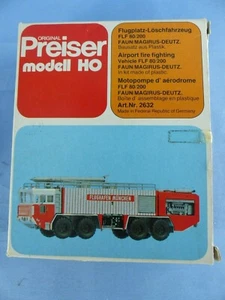 ORIGINAL
Preiser
modell HO
Flugplatz-Löschfahrzeug
FLF 80/200
FAUN MAGIRUS-DEUTZ.
Bausatz aus Plastik
Airport fire fighting
Vehicle FLF 80/200
FAUN MAGIRUS-DEUTZ.
in kit made of plastic.
Motopompe d'aérodrome
FLF 80/200
FAUN MAGIRUS-DEUTZ.
Boîte d'assemblage en plastique
Art.Nr. 2632
Made in Federal Republic of Germany
FLUGHAFEN MÜNCHEN